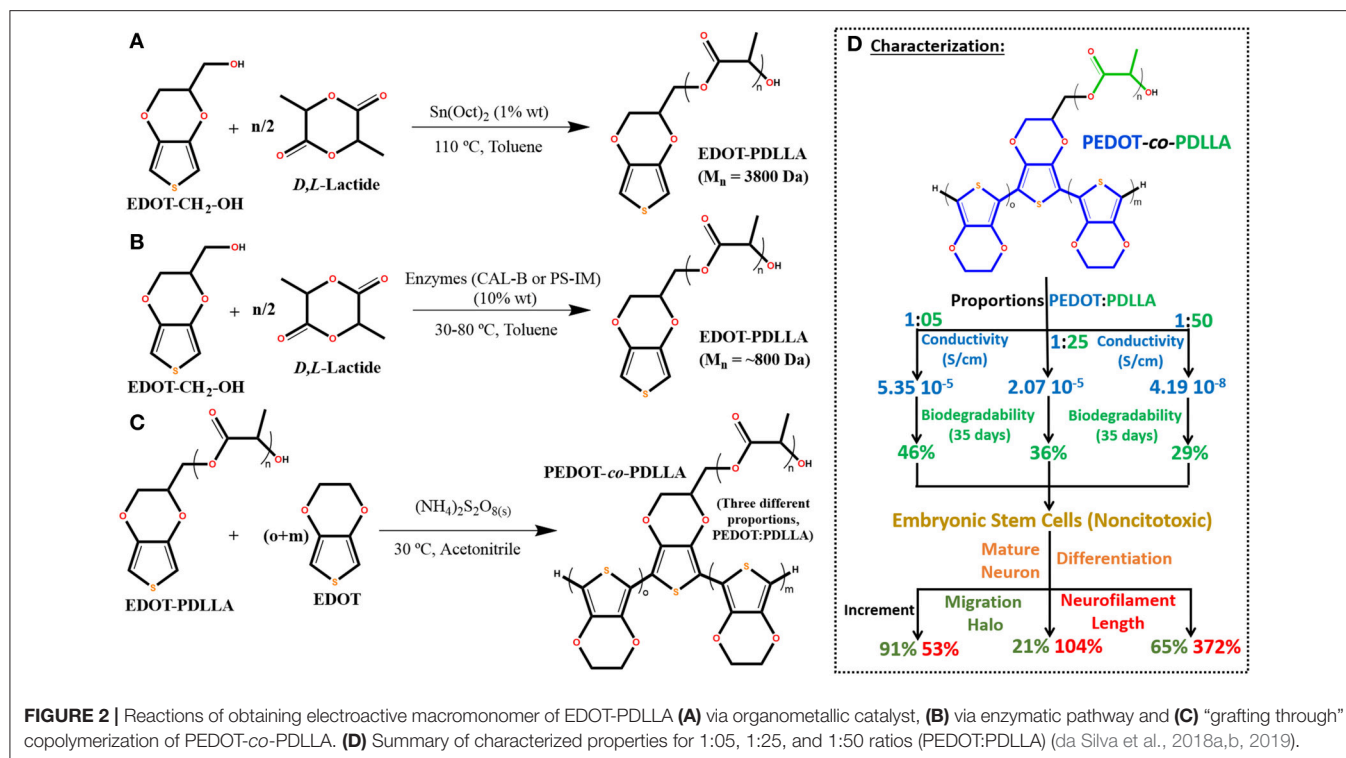 A
OH
O
O
S
EDOT-CH2-OH
+
n/2
O
O
O
O
D,L-Lactide
Sn(Oct)2 (1% wt)
110 ºC, Toluene
O
O
n
OH
O
O
S
EDOT-PDLLA
(Mn = 3800 Da)
B
OH
O
O
S
EDOT-CH2-OH
+
n/2
O
O
O
O
D,L-Lactide
Enzymes (CAL-B or PS-IM)
(10% wt)
30-80 ºC, Toluene
O
O
n
OH
O
O
S
EDOT-PDLLA
(Mn = ~800 Da)
C
O
O
n
OH
O
O
S
EDOT-PDLLA
+
(o+m)
O
O
S
EDOT
(NH4)2S2O8(s)
30 ºC, Acetonitrile
PEDOT-co-PDLLA
(Three different
proportions,
PEDOT:PDLLA)
O
O
n
OH
O
O
H
S
o
S
S
m
H
O
O
O
O
D Characterization:
O
O
n
OH
O
O
PEDOT-co-PDLLA
H
S
o
S
S
m
H
O
O
O
O
Proportions PEDOT:PDLLA
1:05
1:25
1:50
Conductivity
(S/cm)
Conductivity
(S/cm)
5.35 10-5
2.07 10-5
4.19 10-8
Biodegradability
(35 days)
Biodegradability
(35 days)
46%
36%
29%
Embryonic Stem Cells (Noncitotoxic)
Mature
Neuron
Differentiation
Increment
Migration
Halo
Neurofilament
Length
91% 53%
21% 104%
65% 372%
FIGURE 2 | Reactions of obtaining electroactive macromonomer of EDOT-PDLLA (A) via organometallic catalyst, (B) via enzymatic pathway and (C) “grafting through”
copolymerization of PEDOT-co-PDLLA. (D) Summary of characterized properties for 1:05, 1:25, and 1:50 ratios (PEDOT:PDLLA) (da Silva et al., 2018a,b, 2019).